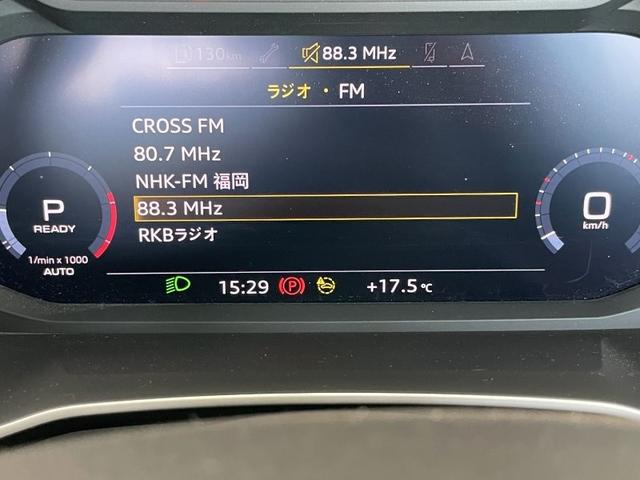 130km 88.3 MHz
ラジオ · FM
CROSS FM
80.7 MHz
NHK-FM 福岡
88.3 MHz
RKBラジオ
P
READY
1/min x 1000
AUTO
0
km/h
15:29 (P) +17.5 °C